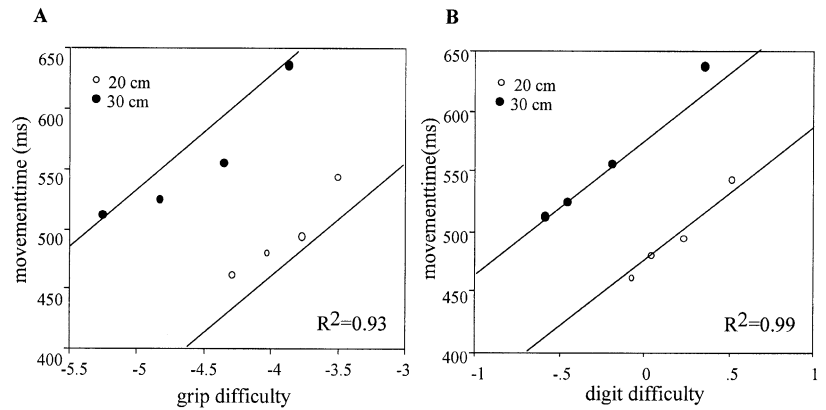 A
650
600
550
500
450
400
movementtime (ms)
20 cm
30 cm
R2=0.93
-5.5
-5
-4.5
-4
-3.5
-3
grip difficulty
B
650
600
550
500
450
400
movementtime(ms)
20 cm
30 cm
R2=0.99
-1
-.5
0
.5
1
digit difficulty